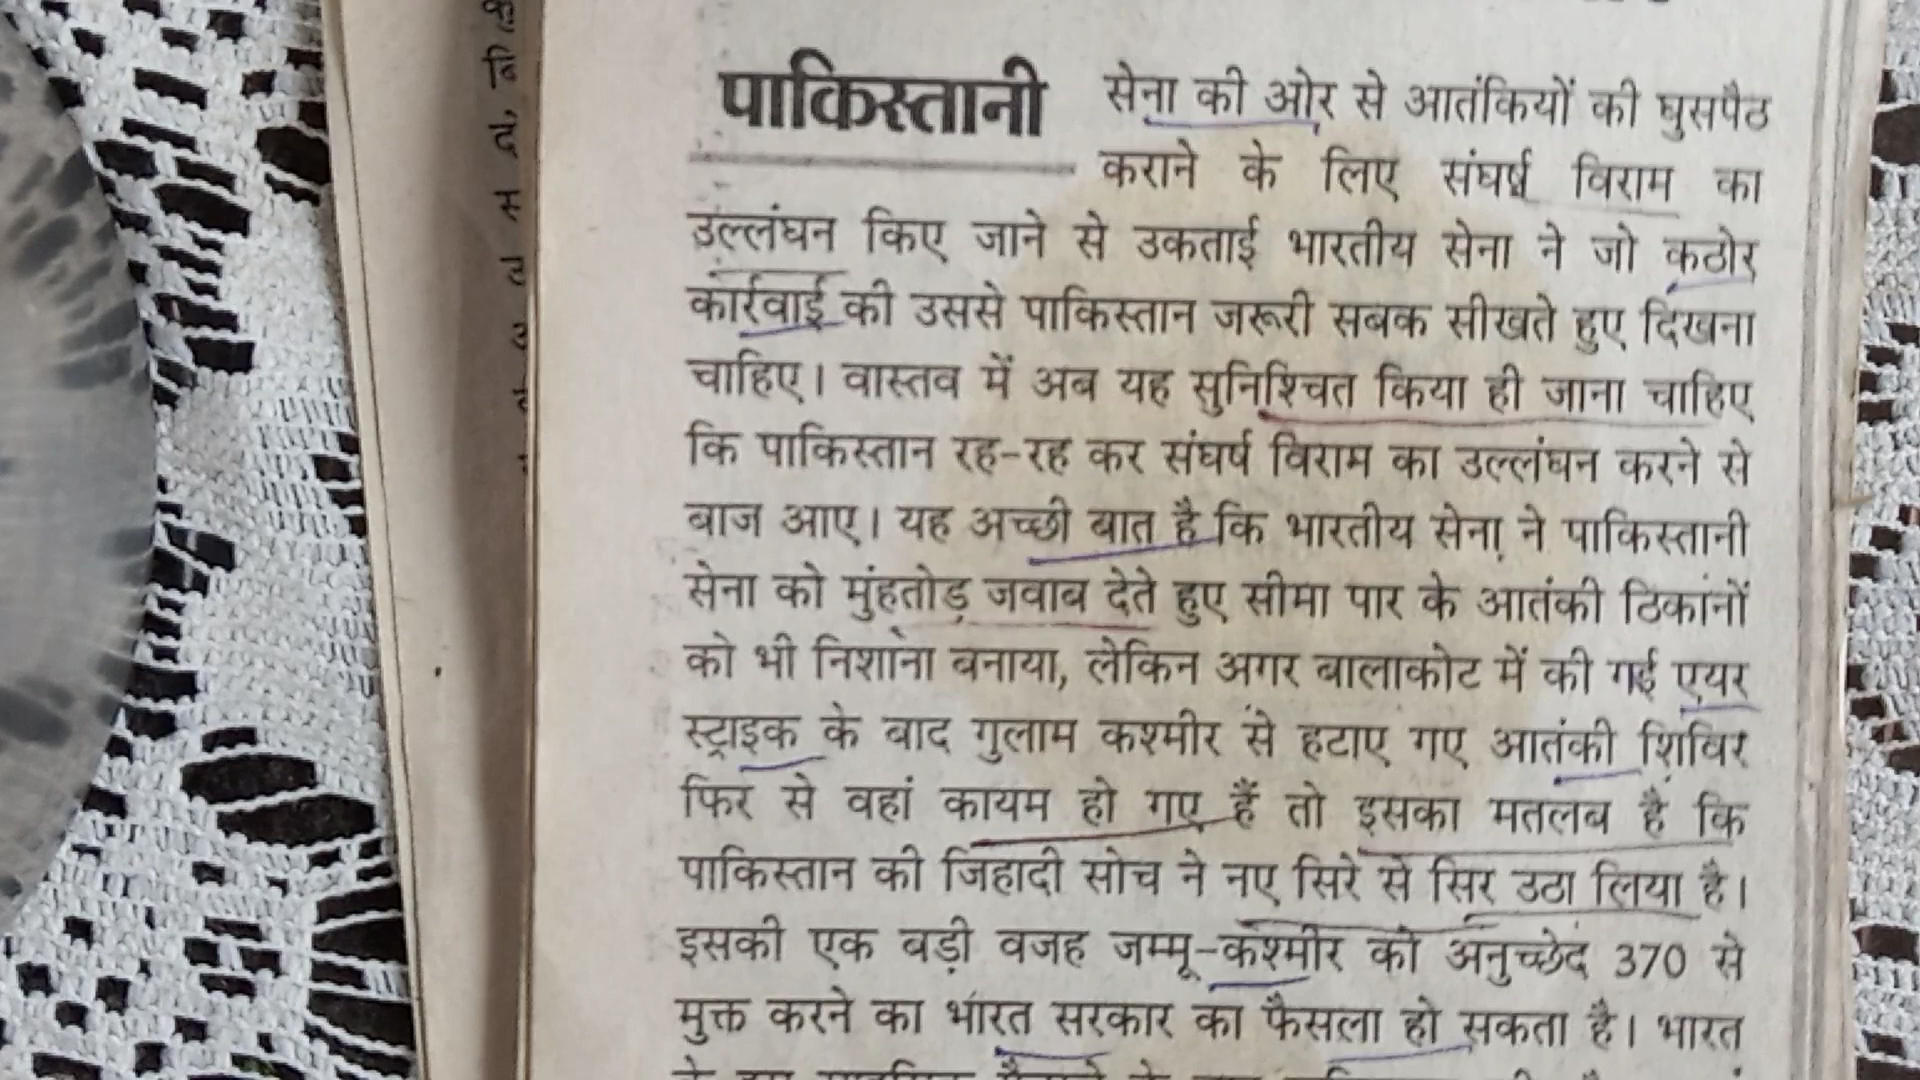 पाकिस्तानी सेना की ओर से आतंकियों की घुसपैठ
कराने के लिए संघर्ष विराम का
उल्लंघन किए जाने से उकताई भारतीय सेना ने जो कठोर
कार्रवाई की उससे पाकिस्तान जरूरी सबक सीखते हुए दिखना
चाहिए। वास्तव में अब यह सुनिश्चित किया ही जाना चाहिए
कि पाकिस्तान रह-रह कर संघर्ष विराम का उल्लंघन करने से
बाज आए। यह अच्छी बात है कि भारतीय सेना ने पाकिस्तानी
सेना को मुंहतोड़ जवाब देते हुए सीमा पार के आतंकी ठिकानों
को भी निशाना बनाया, लेकिन अगर बालाकोट में की गई एयर
स्ट्राइक के बाद गुलाम कश्मीर से हटाए गए आतंकी शिविर
फिर से वहां कायम हो गए हैं तो इसका मतलब है कि
पाकिस्तान की जिहादी सोच ने नए सिरे से सिर उठा लिया है।
इसकी एक बड़ी वजह जम्मू-कश्मीर को अनुच्छेद 370 से
मुक्त करने का भारत सरकार का फैसला हो सकता है। भारत